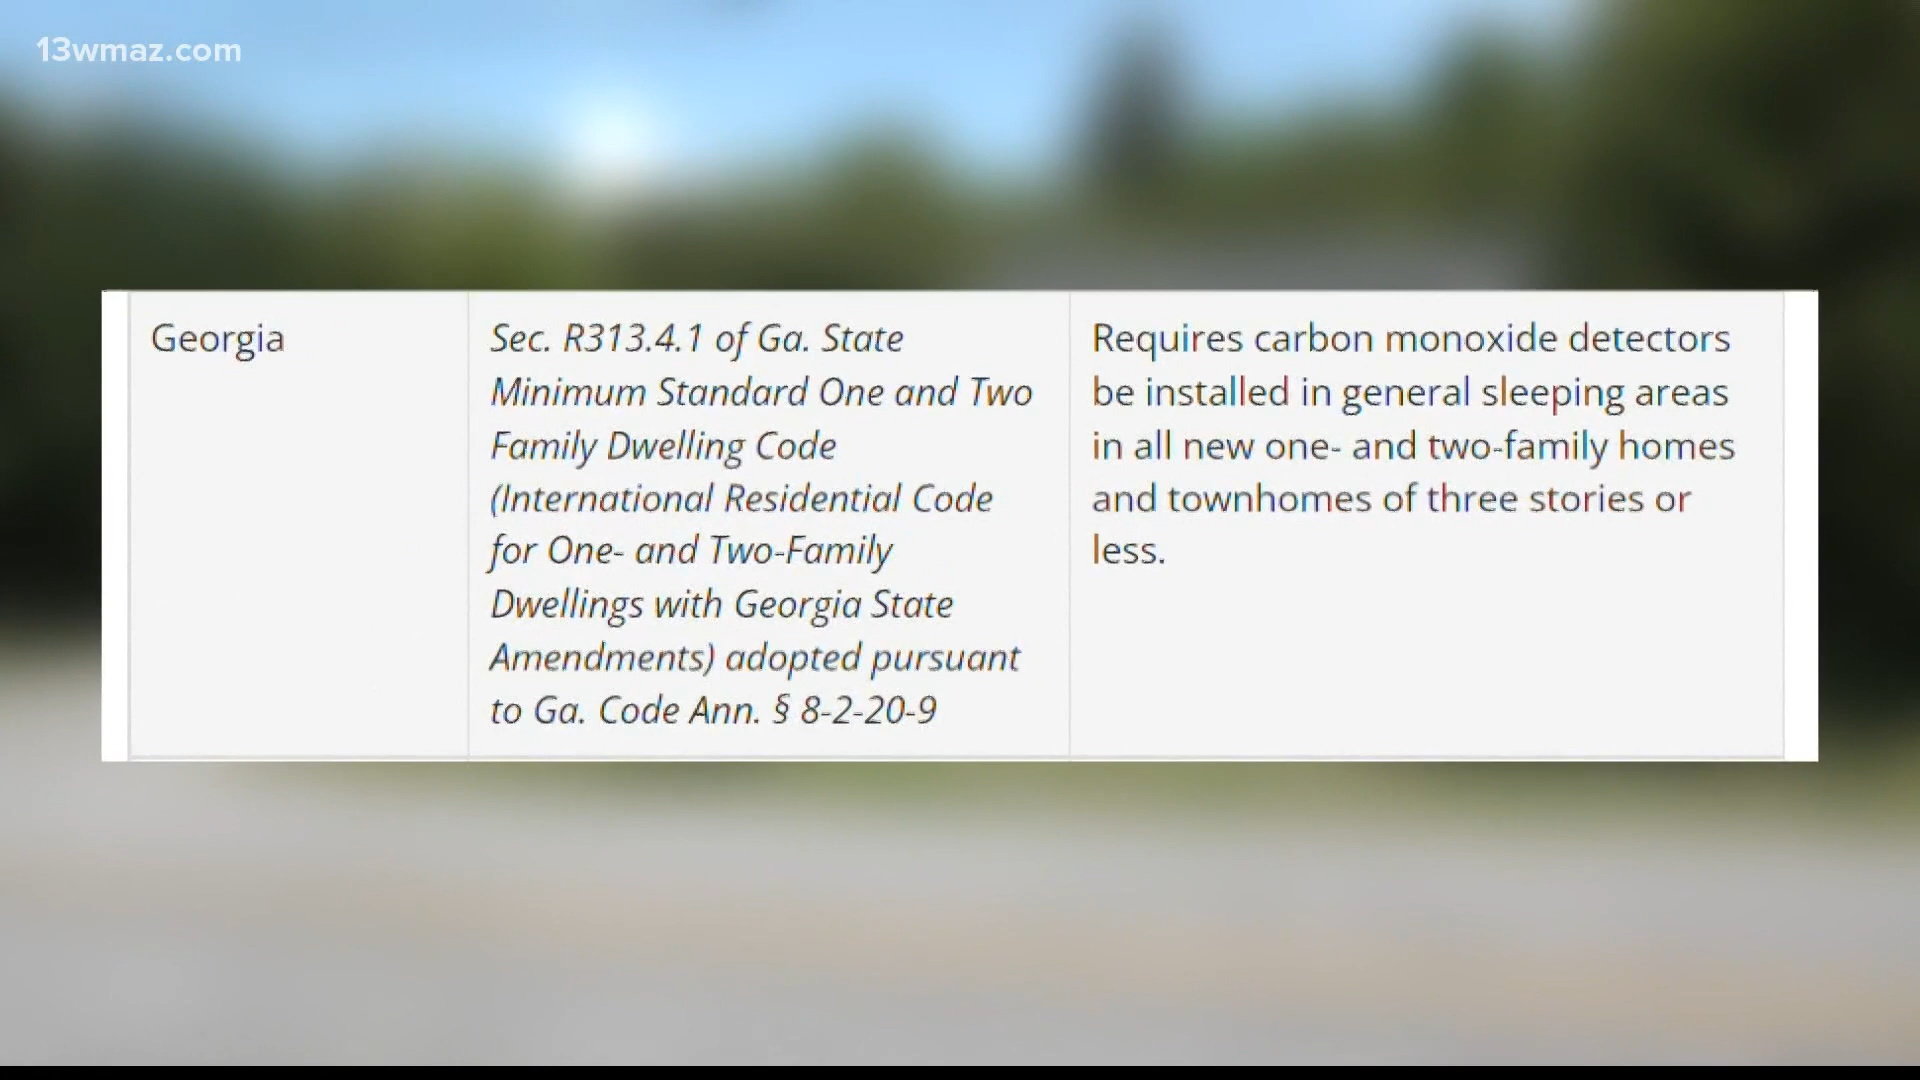 13wmaz.com
Georgia
Sec. R313.4.1 of Ga. State
Minimum Standard One and Two
Family Dwelling Code
(International Residential Code
for One- and Two-Family
Dwellings with Georgia State
Amendments) adopted pursuant
to Ga. Code Ann. § 8-2-20-9
Requires carbon monoxide detectors
be installed in general sleeping areas
in all new one- and two-family homes
and townhomes of three stories or
less.